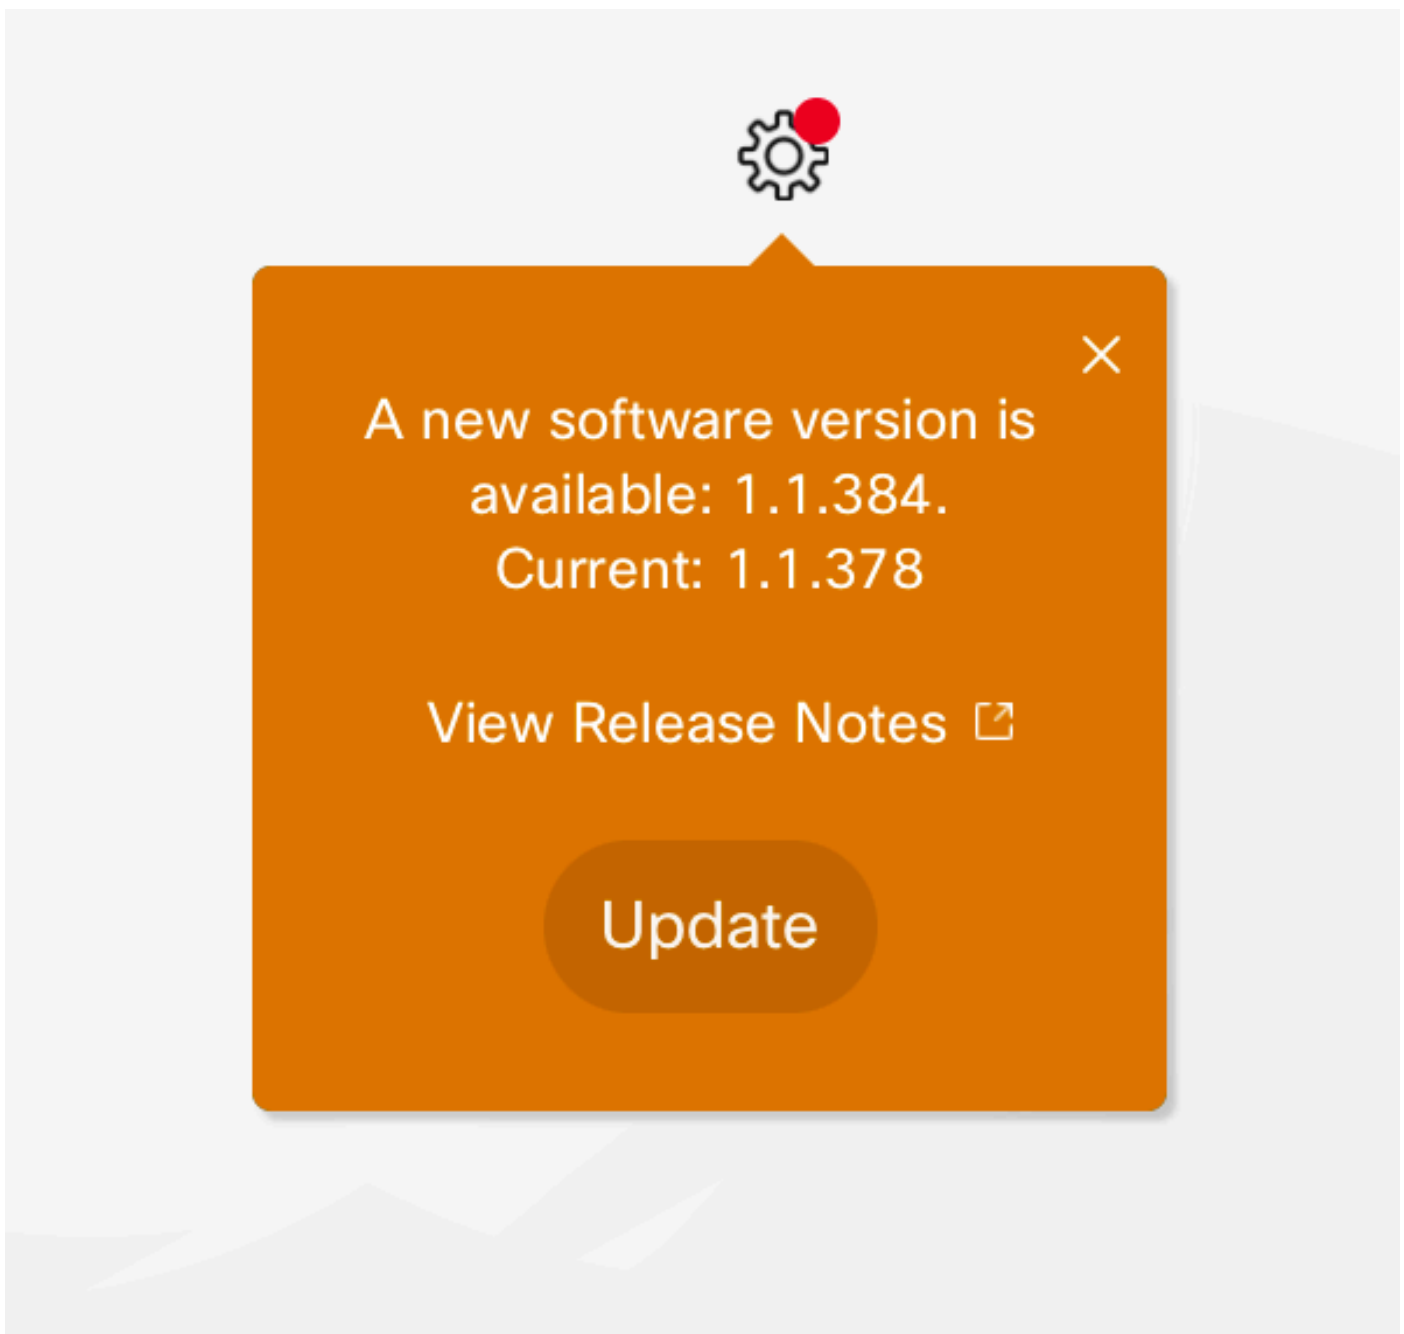 A new software version is
available: 1.1.384.
Current: 1.1.378
View Release Notes
Update